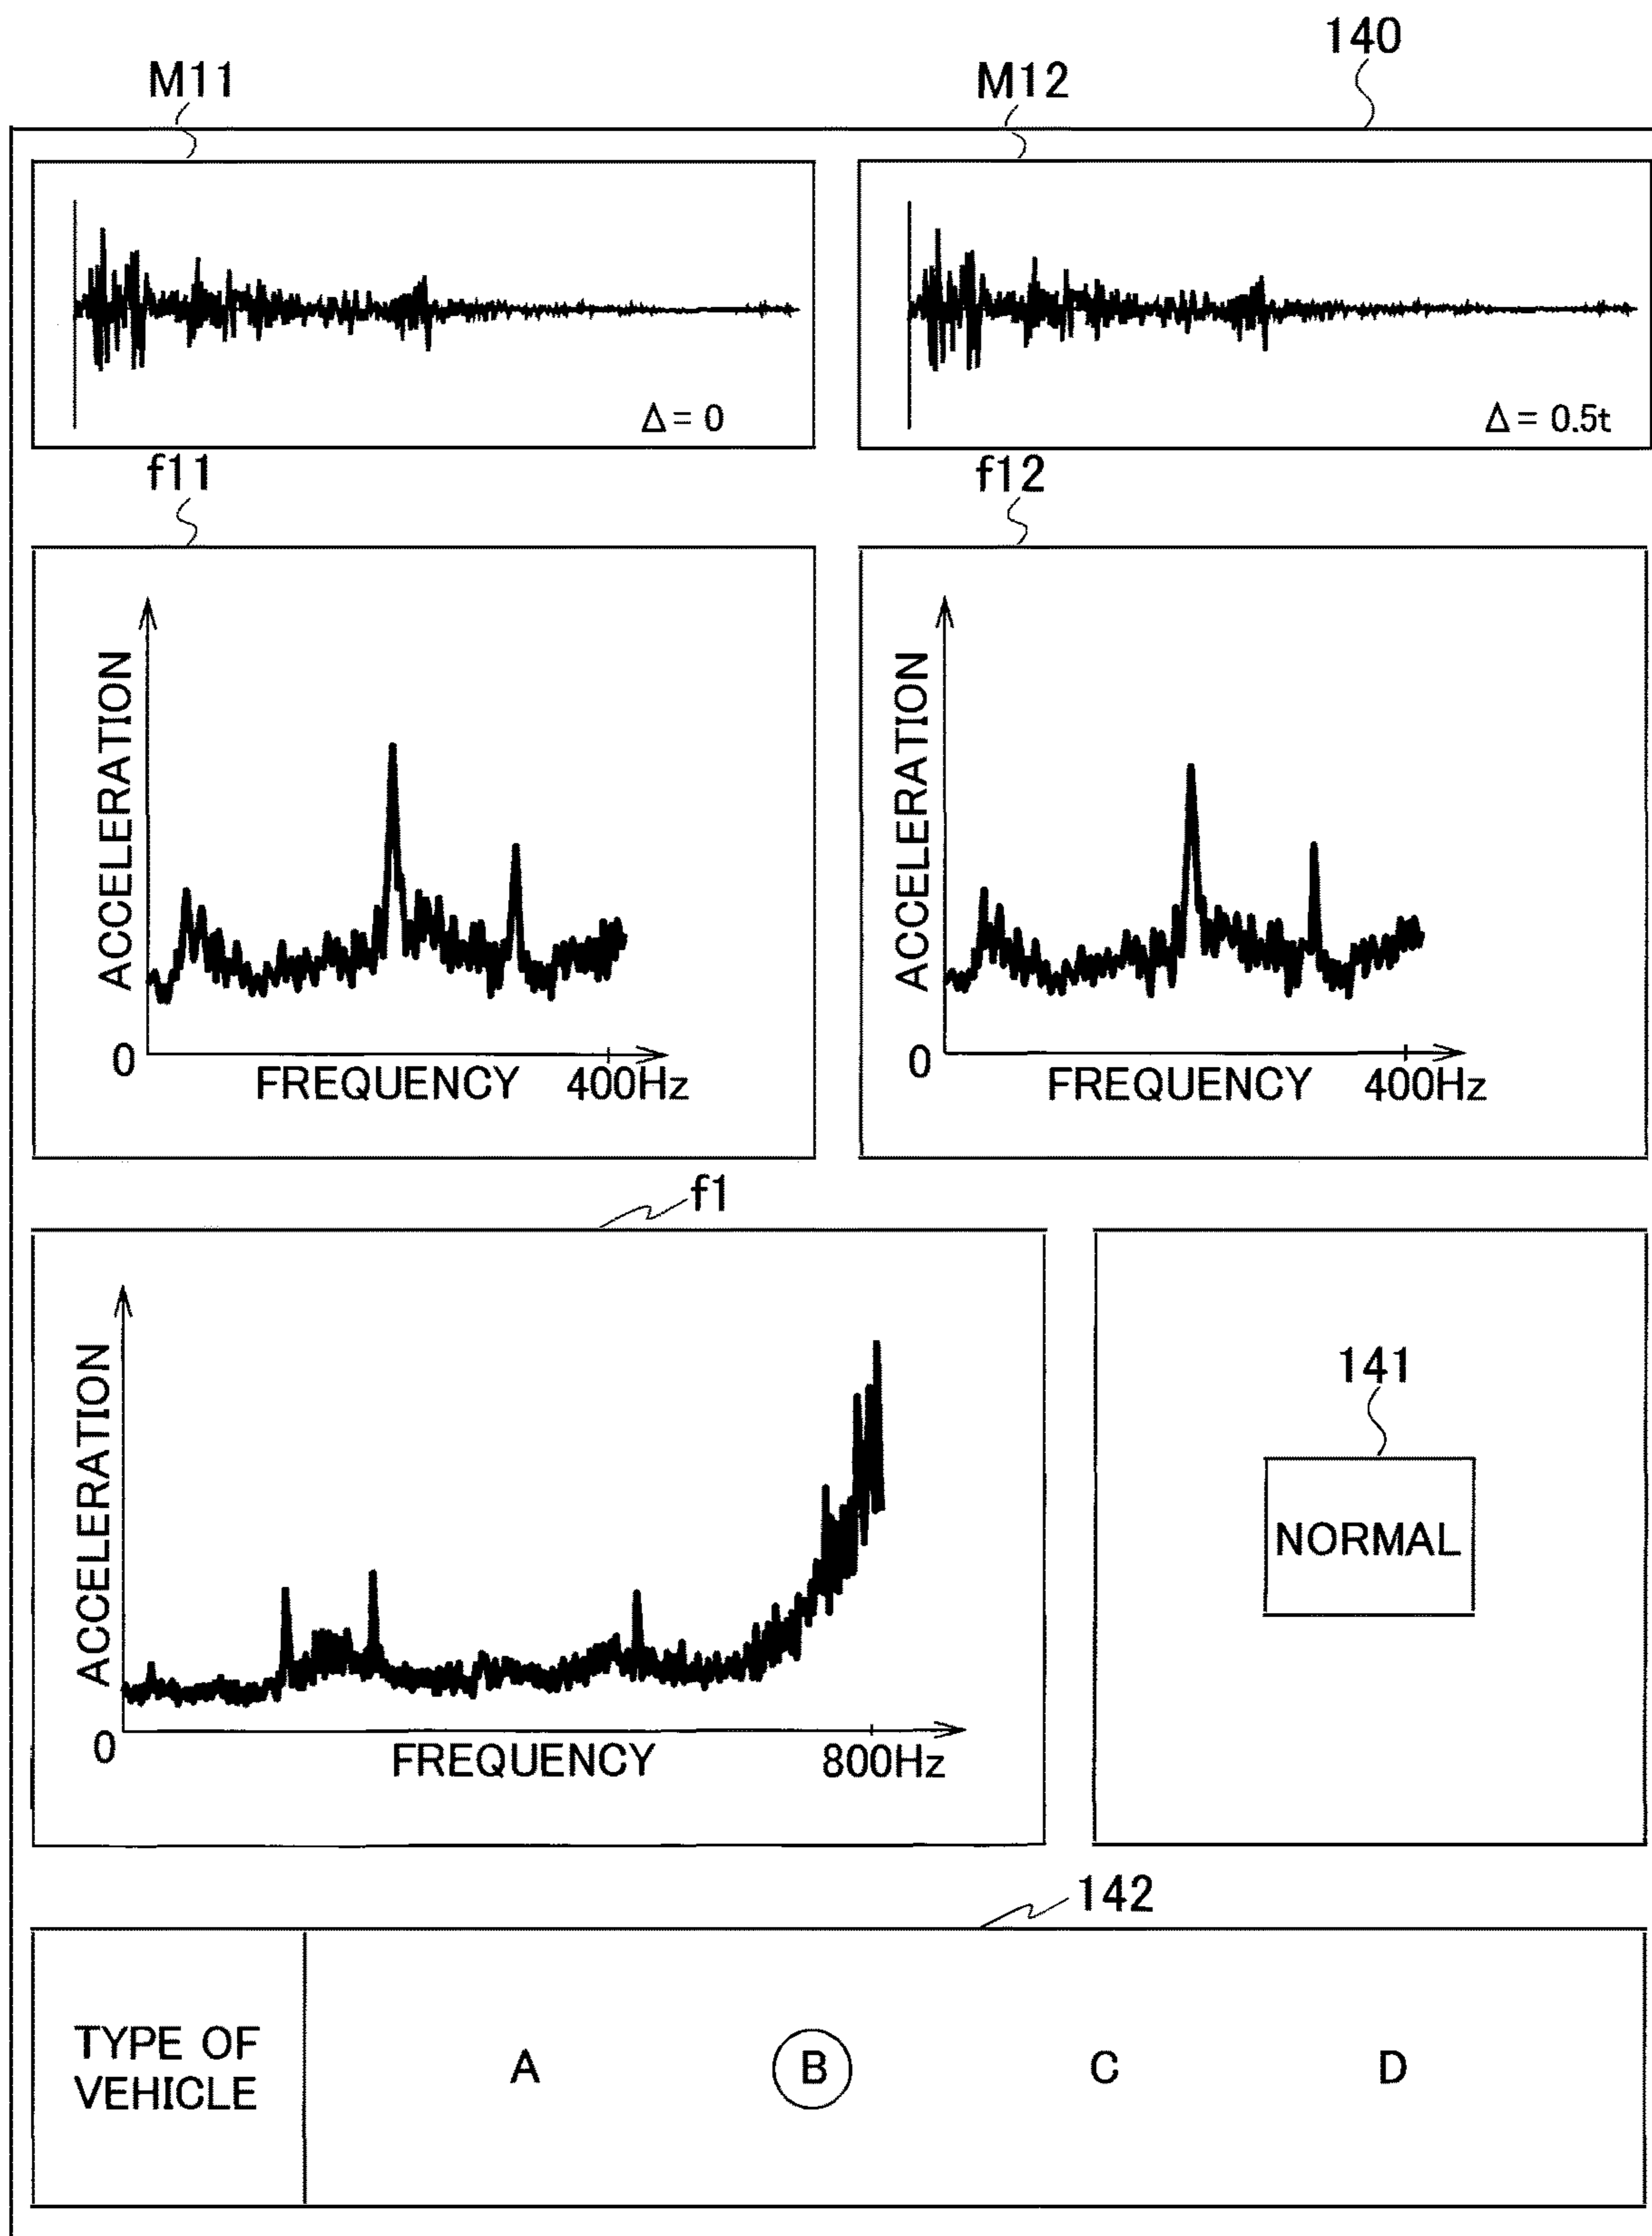 140
M11
M12
Δ= 0
Δ= 0.5t
f11
f12
ACCELERATION
0
FREQUENCY
400Hz
ACCELERATION
0
FREQUENCY
400Hz
f1
ACCELERATION
0
FREQUENCY
800Hz
141
NORMAL
142
TYPE OF
VEHICLE
A
B
C
D